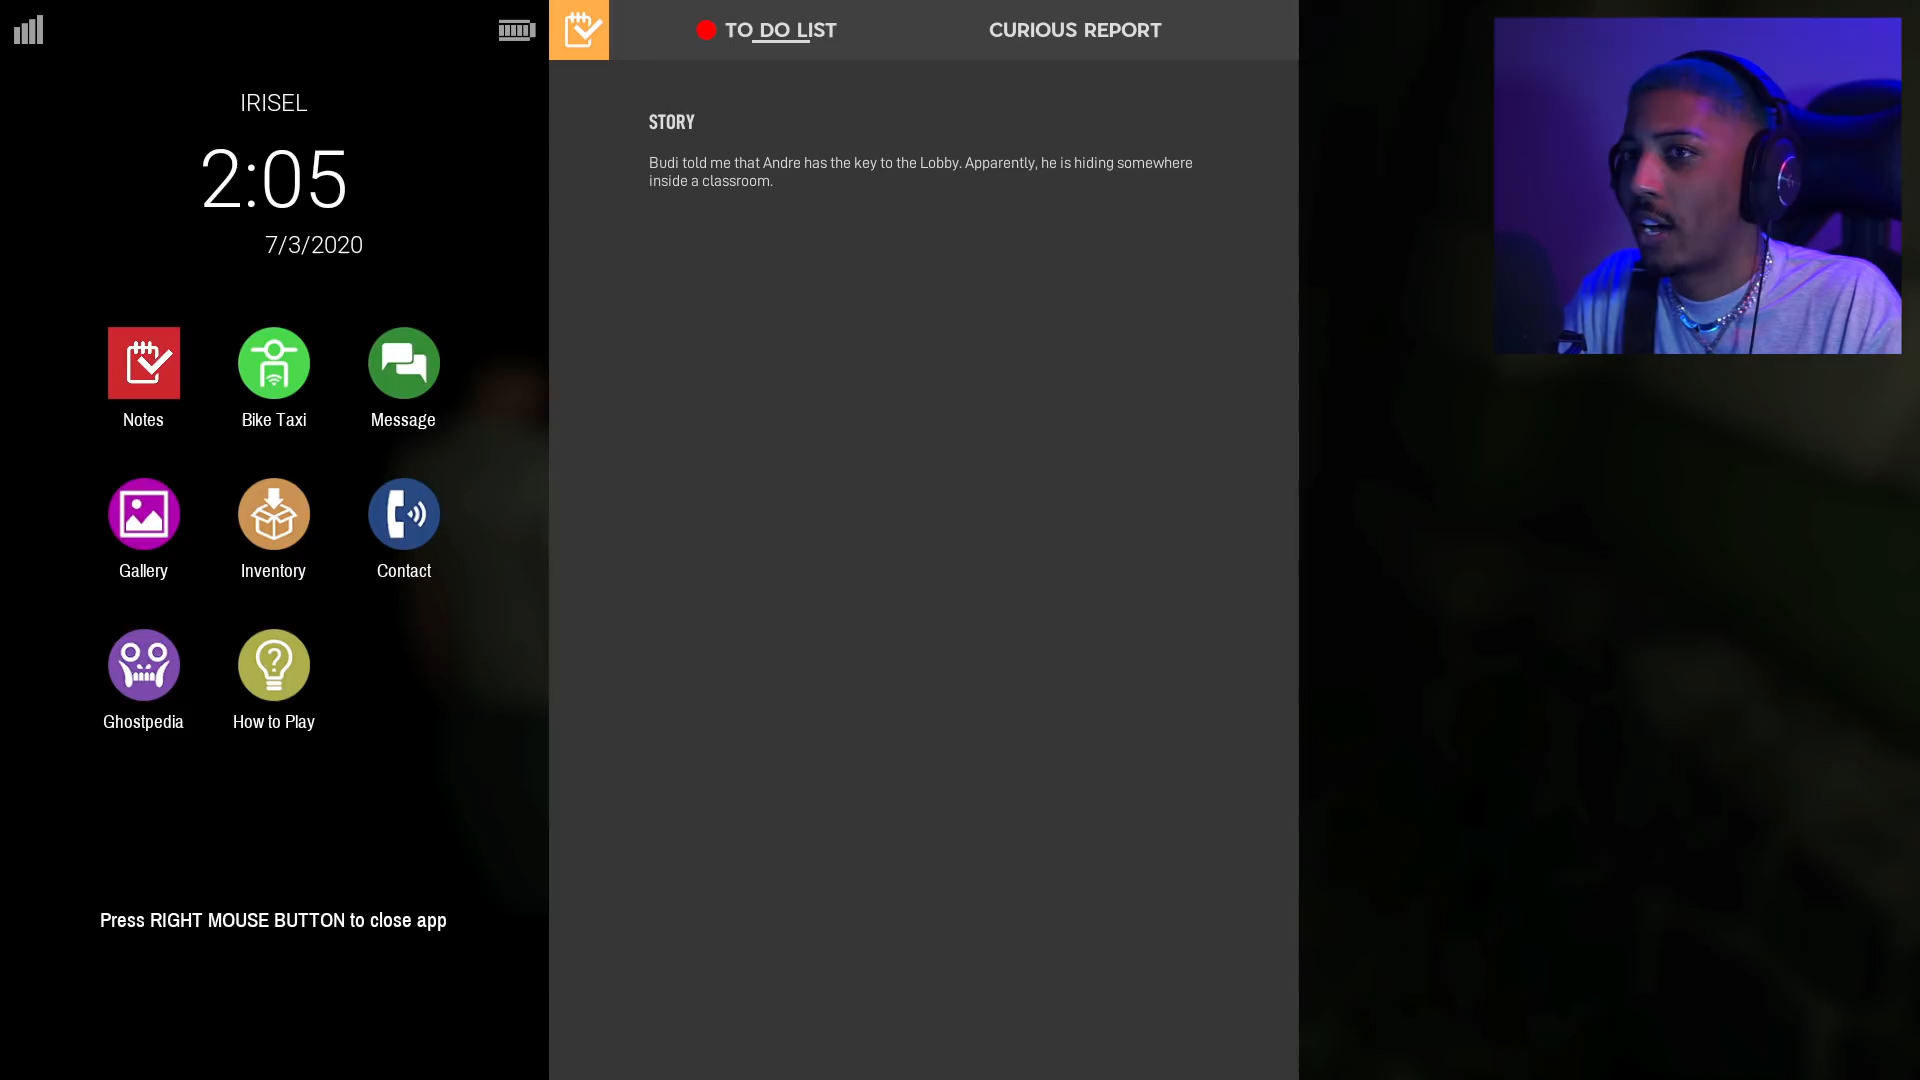 IRISEL
2:05
7/3/2020
Notes
Bike Taxi
Message
Gallery
Inventory
Contact
Ghostpedia
How to Play
Press RIGHT MOUSE BUTTON to close app
TO DO LIST
CURIOUS REPORT
STORY
Budi told me that Andre has the key to the Lobby. Apparently, he is hiding somewhere
inside a classroom.